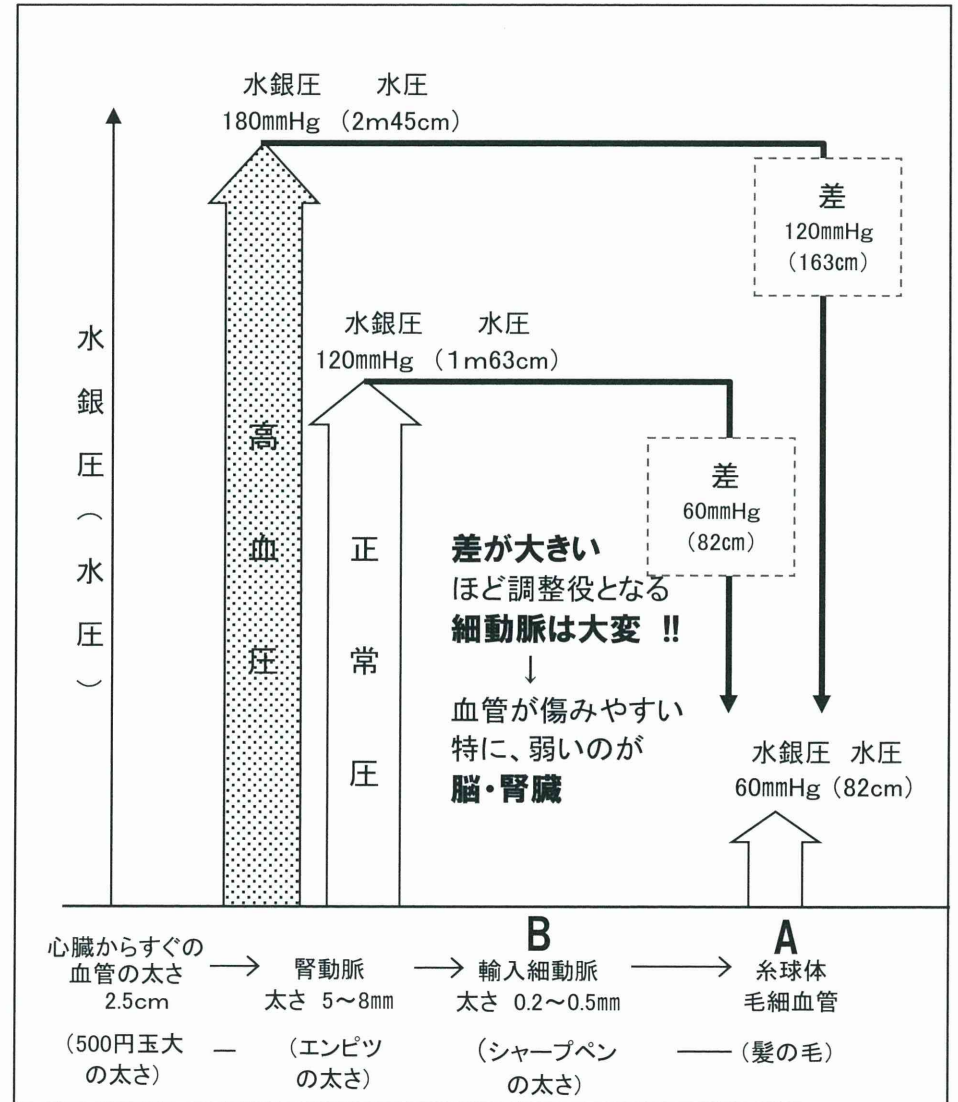 水銀圧 水圧
180mmHg (2m45cm)
差
120mmHg
(163cm)
水銀圧 水圧
120mmHg (1m63cm)
差
60mmHg
(82cm)
水銀圧(水圧)
高血圧
正常圧
差が大きい
ほど調整役となる
細動脈は大変 !!
↓
血管が傷みやすい
特に、弱いのが
脳・腎臓
水銀圧 水圧
60mmHg (82cm)
B
A
心臓からすぐの
血管の太さ
2.5cm
(500円玉大
の太さ)
→
腎動脈
太さ 5~8mm
(エンピツ
の太さ)
→
輸入細動脈
太さ 0.2~0.5mm
(シャープペン
の太さ)
→
糸球体
毛細血管
(髪の毛)